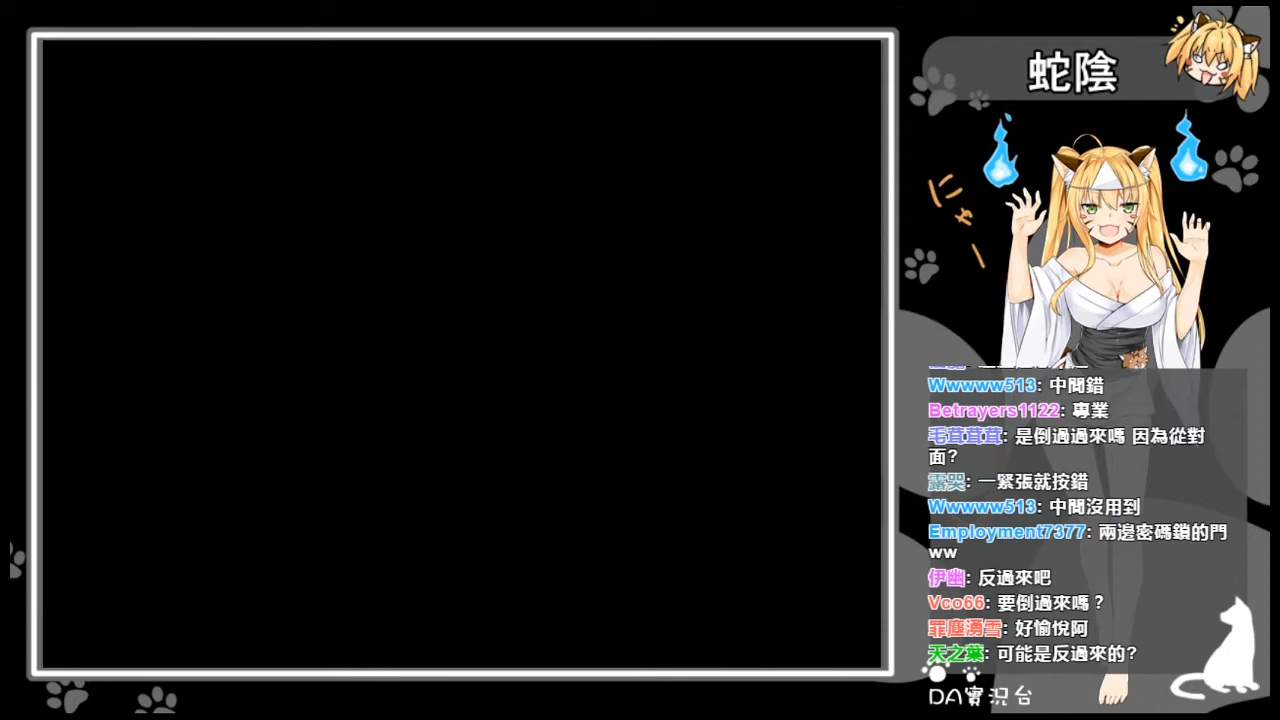 蛇陰
にゃー
Wwwww513: 中間錯
Betrayers1122: 專業
毛茸茸茸: 是倒過過來嗎 因為從對
面?
露哭: 一緊張就按錯
Wwwww513: 中間沒用到
Employment7377: 兩邊密碼鎖的門
ww
伊幽: 反過來吧
Vco66: 要倒過來嗎？
罪塵湧雪: 好愉悅阿
天之葉: 可能是反過來的?
DA實況台